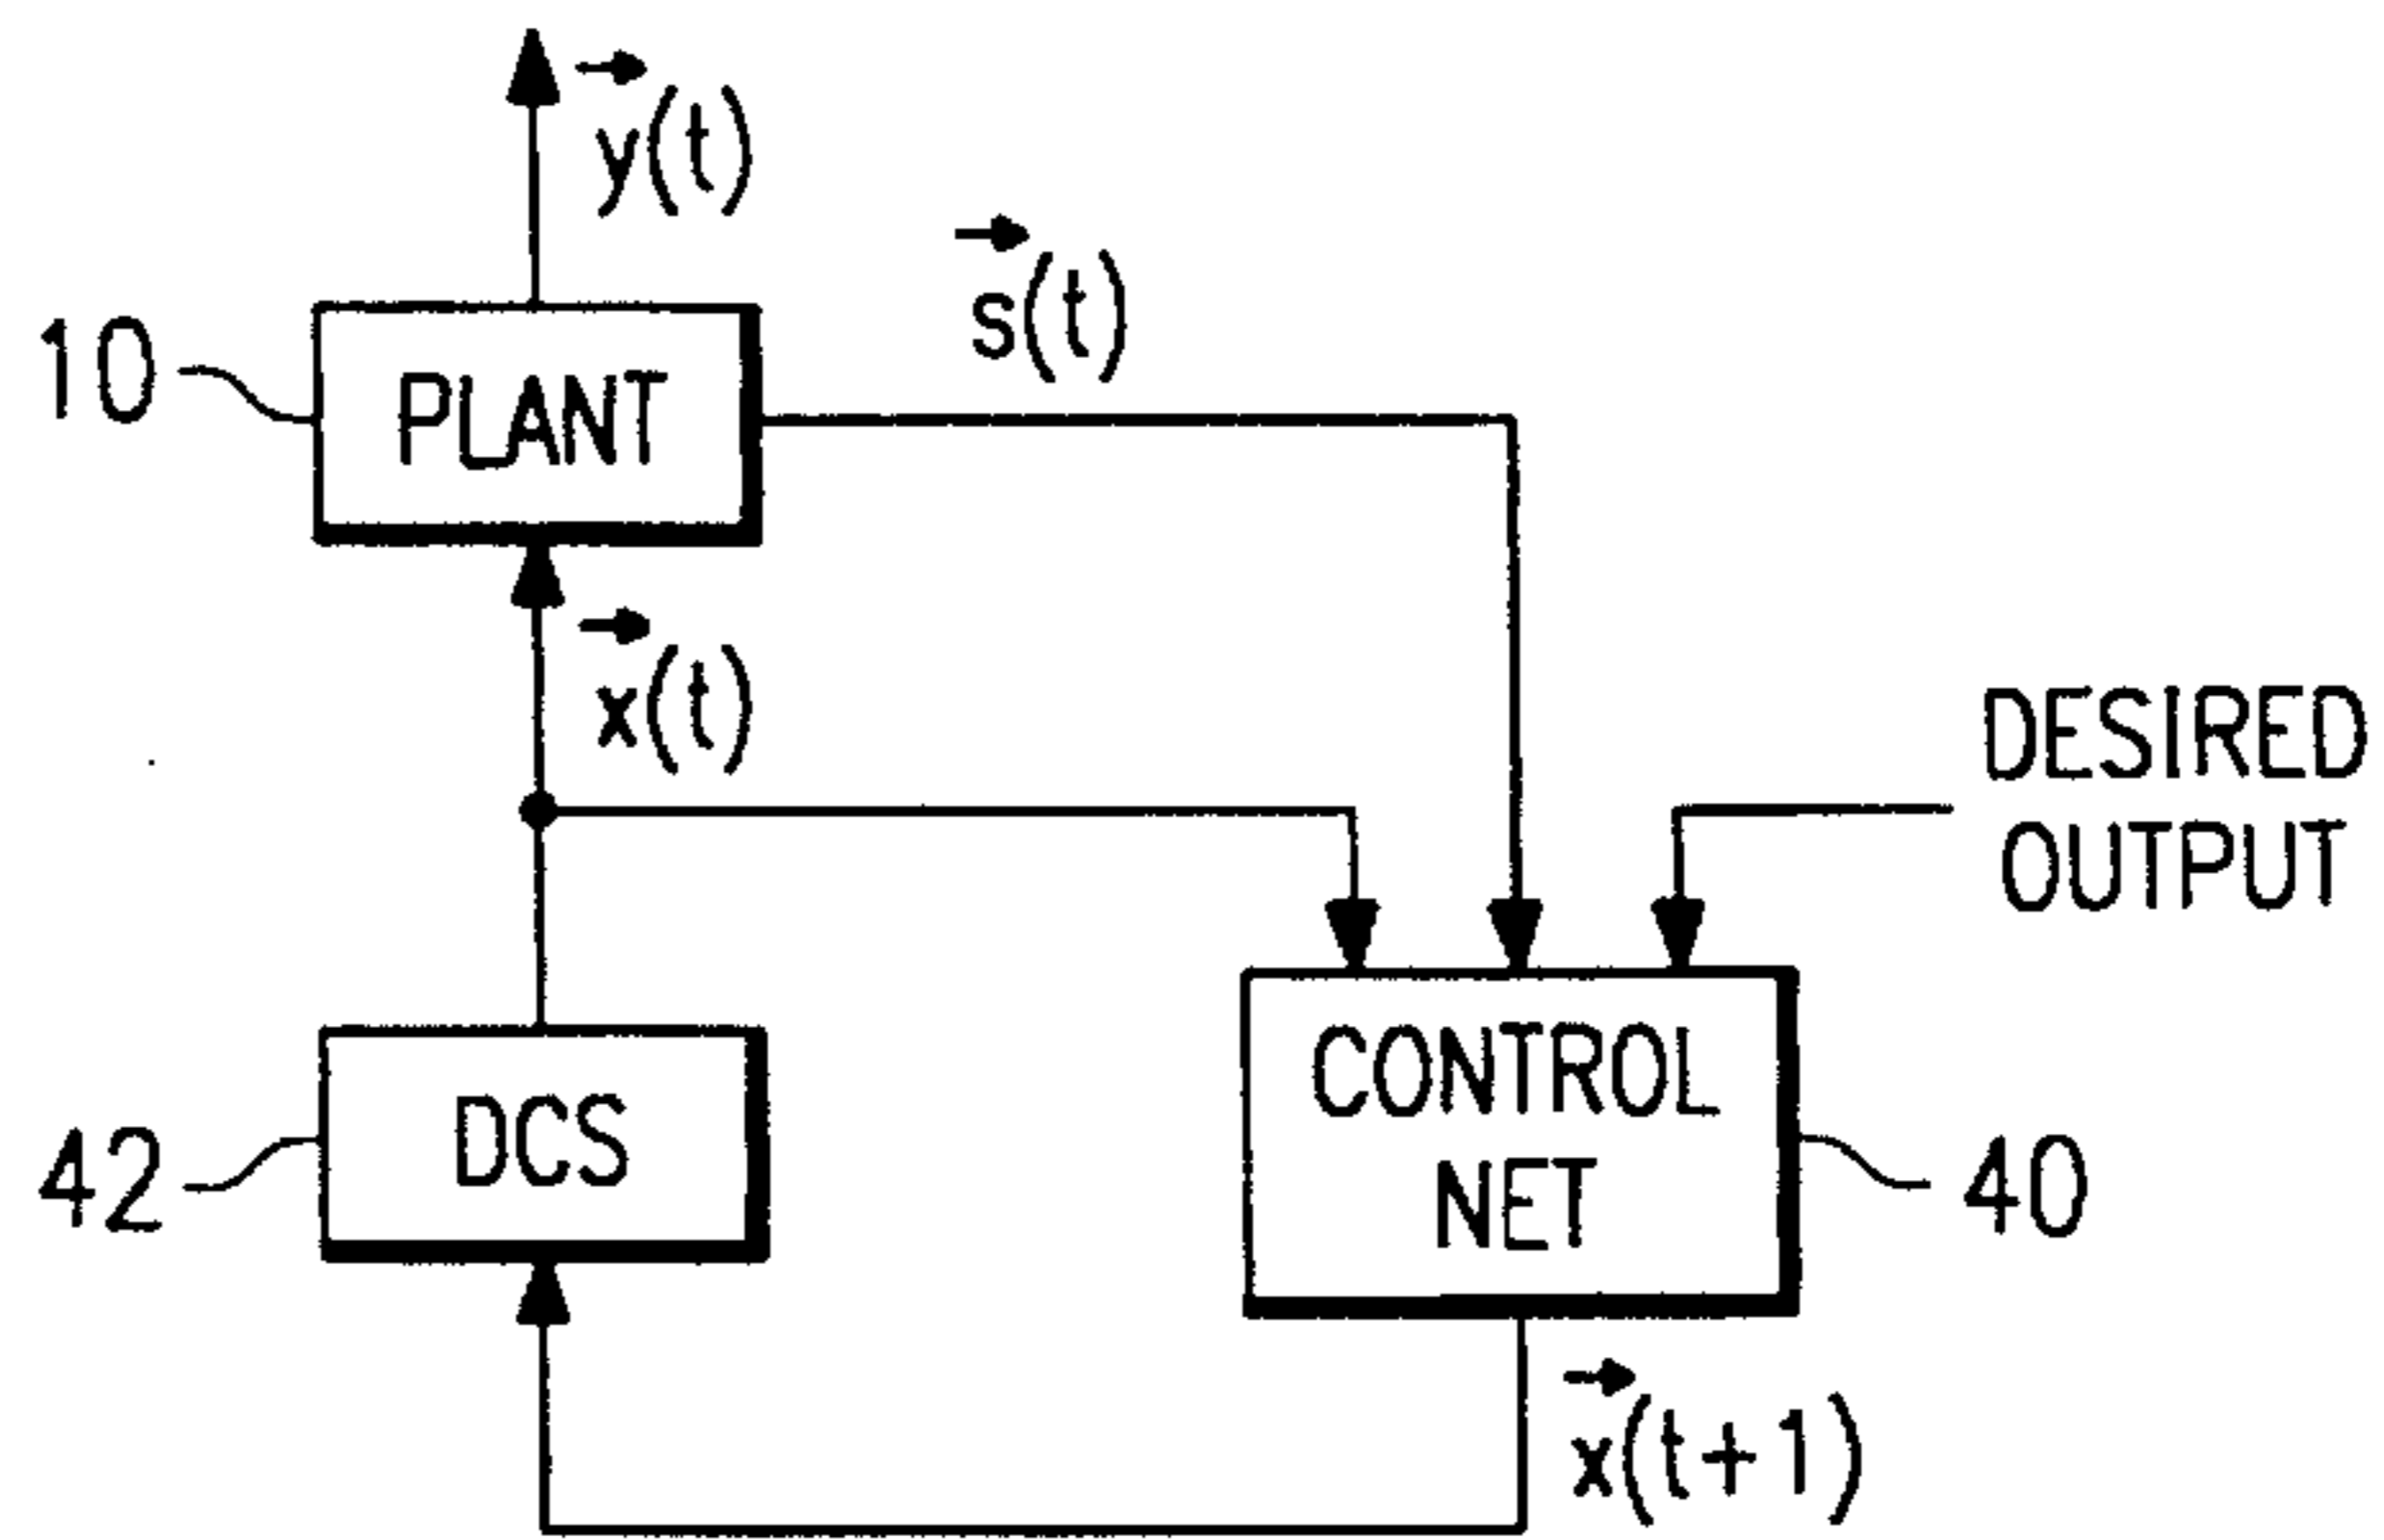 y(t)
s(t)
10
PLANT
x(t)
DESIRED
OUTPUT
CONTROL
NET
DCS
42
40
x(t+1)